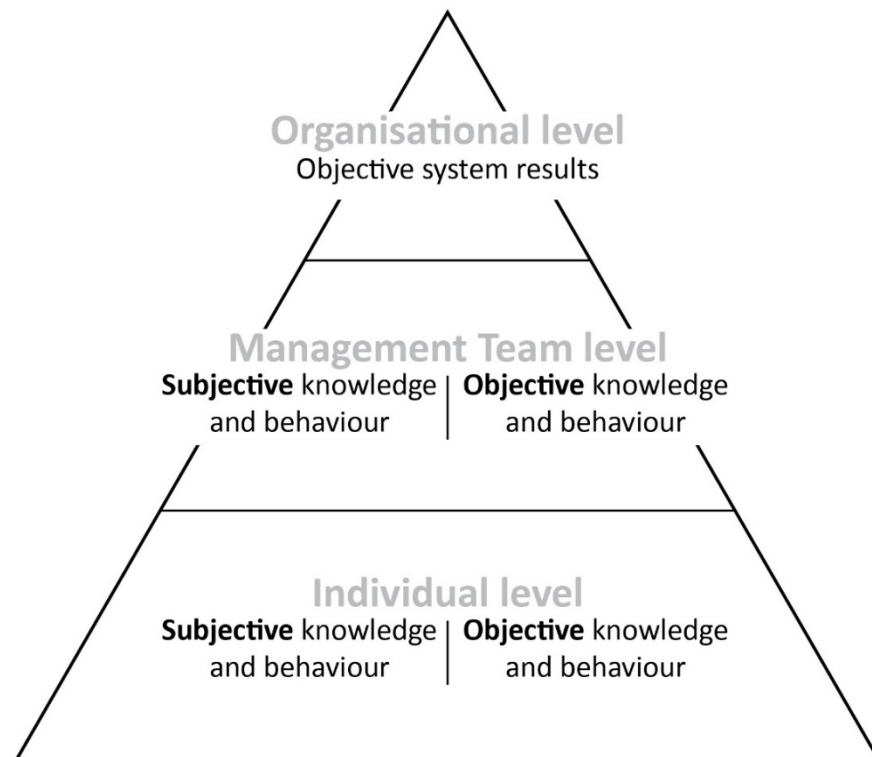 Organisational level
Objective system results
Management Team level
Subjective knowledge and behaviour
Objective knowledge and behaviour
Individual level
Subjective knowledge and behaviour
Objective knowledge and behaviour